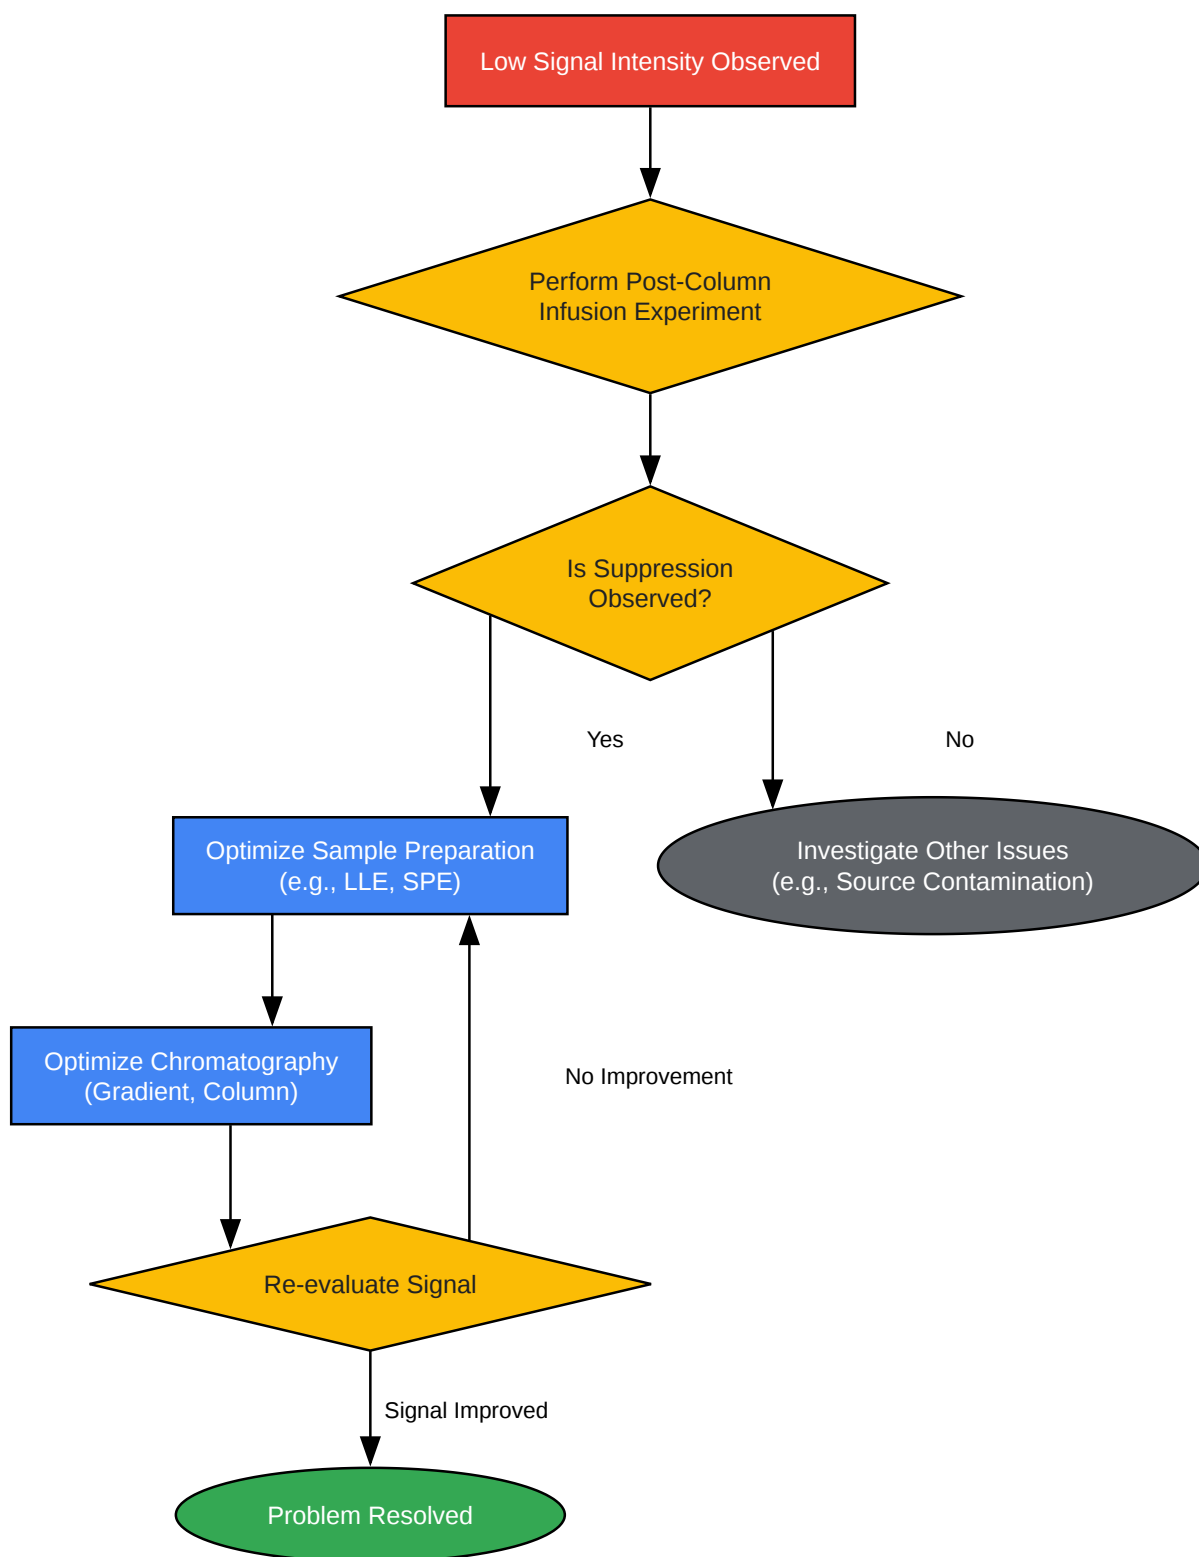 Low Signal Intensity Observed
Perform Post-Column
Infusion Experiment
Is Suppression
Observed?
Yes
No
Optimize Sample Preparation
(e.g., LLE, SPE)
Investigate Other Issues
(e.g., Source Contamination)
Optimize Chromatography
(Gradient, Column)
No Improvement
Re-evaluate Signal
Signal Improved
Problem Resolved